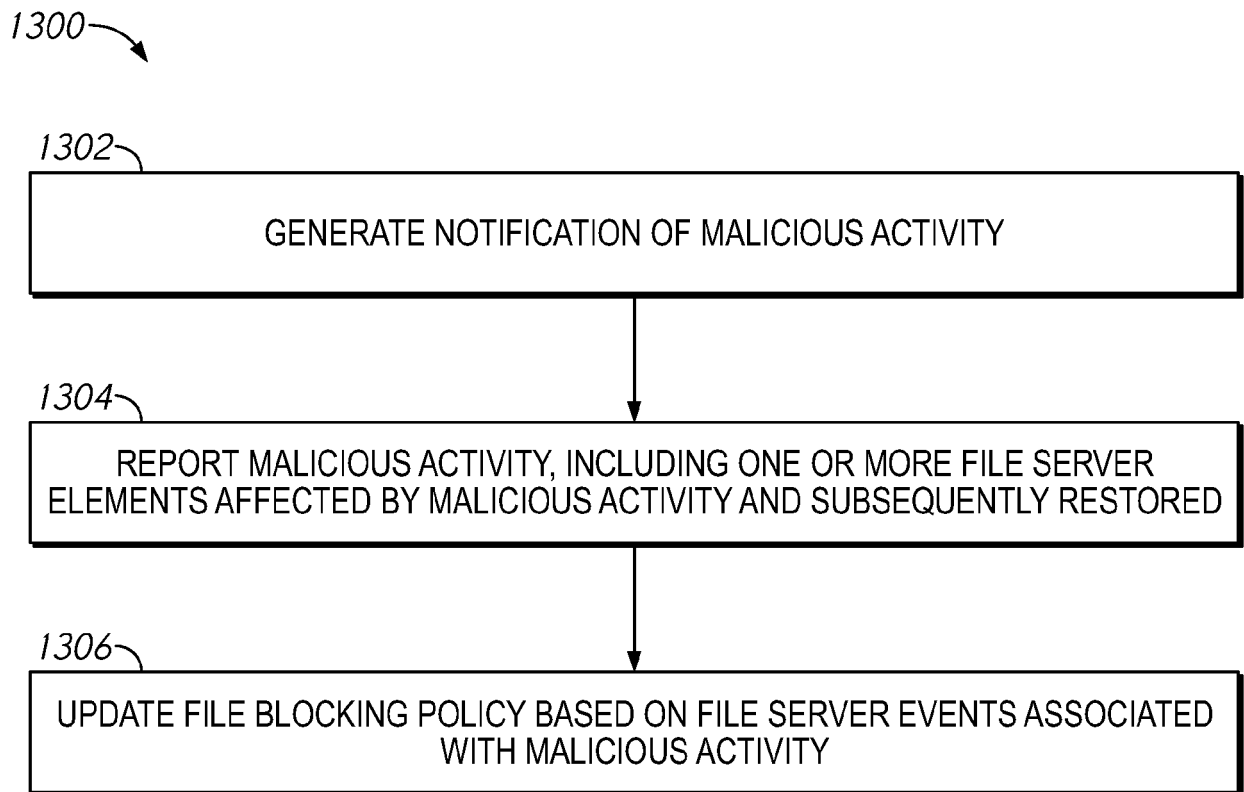 1300
1302
GENERATE NOTIFICATION OF MALICIOUS ACTIVITY
1304
REPORT MALICIOUS ACTIVITY, INCLUDING ONE OR MORE FILE SERVER
ELEMENTS AFFECTED BY MALICIOUS ACTIVITY AND SUBSEQUENTLY RESTORED
1306
UPDATE FILE BLOCKING POLICY BASED ON FILE SERVER EVENTS ASSOCIATED
WITH MALICIOUS ACTIVITY